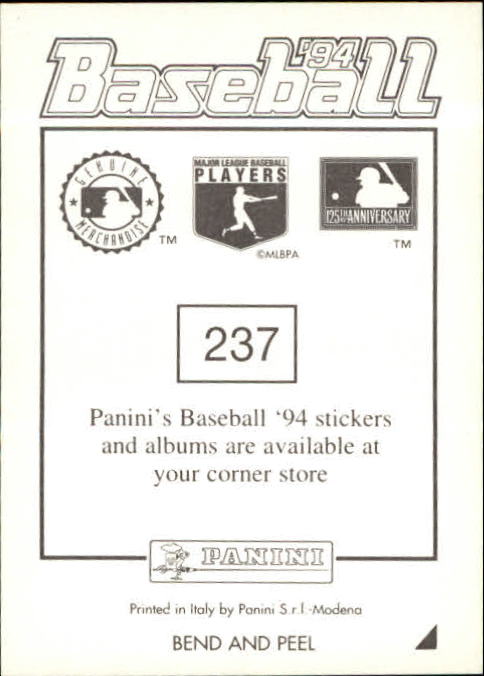 Baseball '94
GENUINE
MERCHANDISE
TM
MAJOR LEAGUE BASEBALL
PLAYERS
©MLBPA
125TH ANNIVERSARY
TM
237
Panini's Baseball ‘94 stickers
and albums are available at
your corner store
PANINI
Printed in Italy by Panini S.r.l.-Modena
BEND AND PEEL